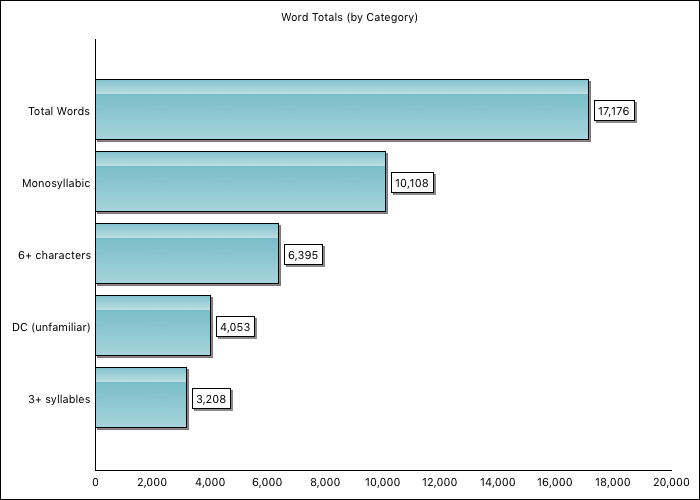 Word Totals (by Category)
Total Words 17,176
Monosyllabic 10,108
6+ characters 6,395
DC (unfamiliar) 4,053
3+ syllables 3,208
0 2,000 4,000 6,000 8,000 10,000 12,000 14,000 16,000 18,000 20,000